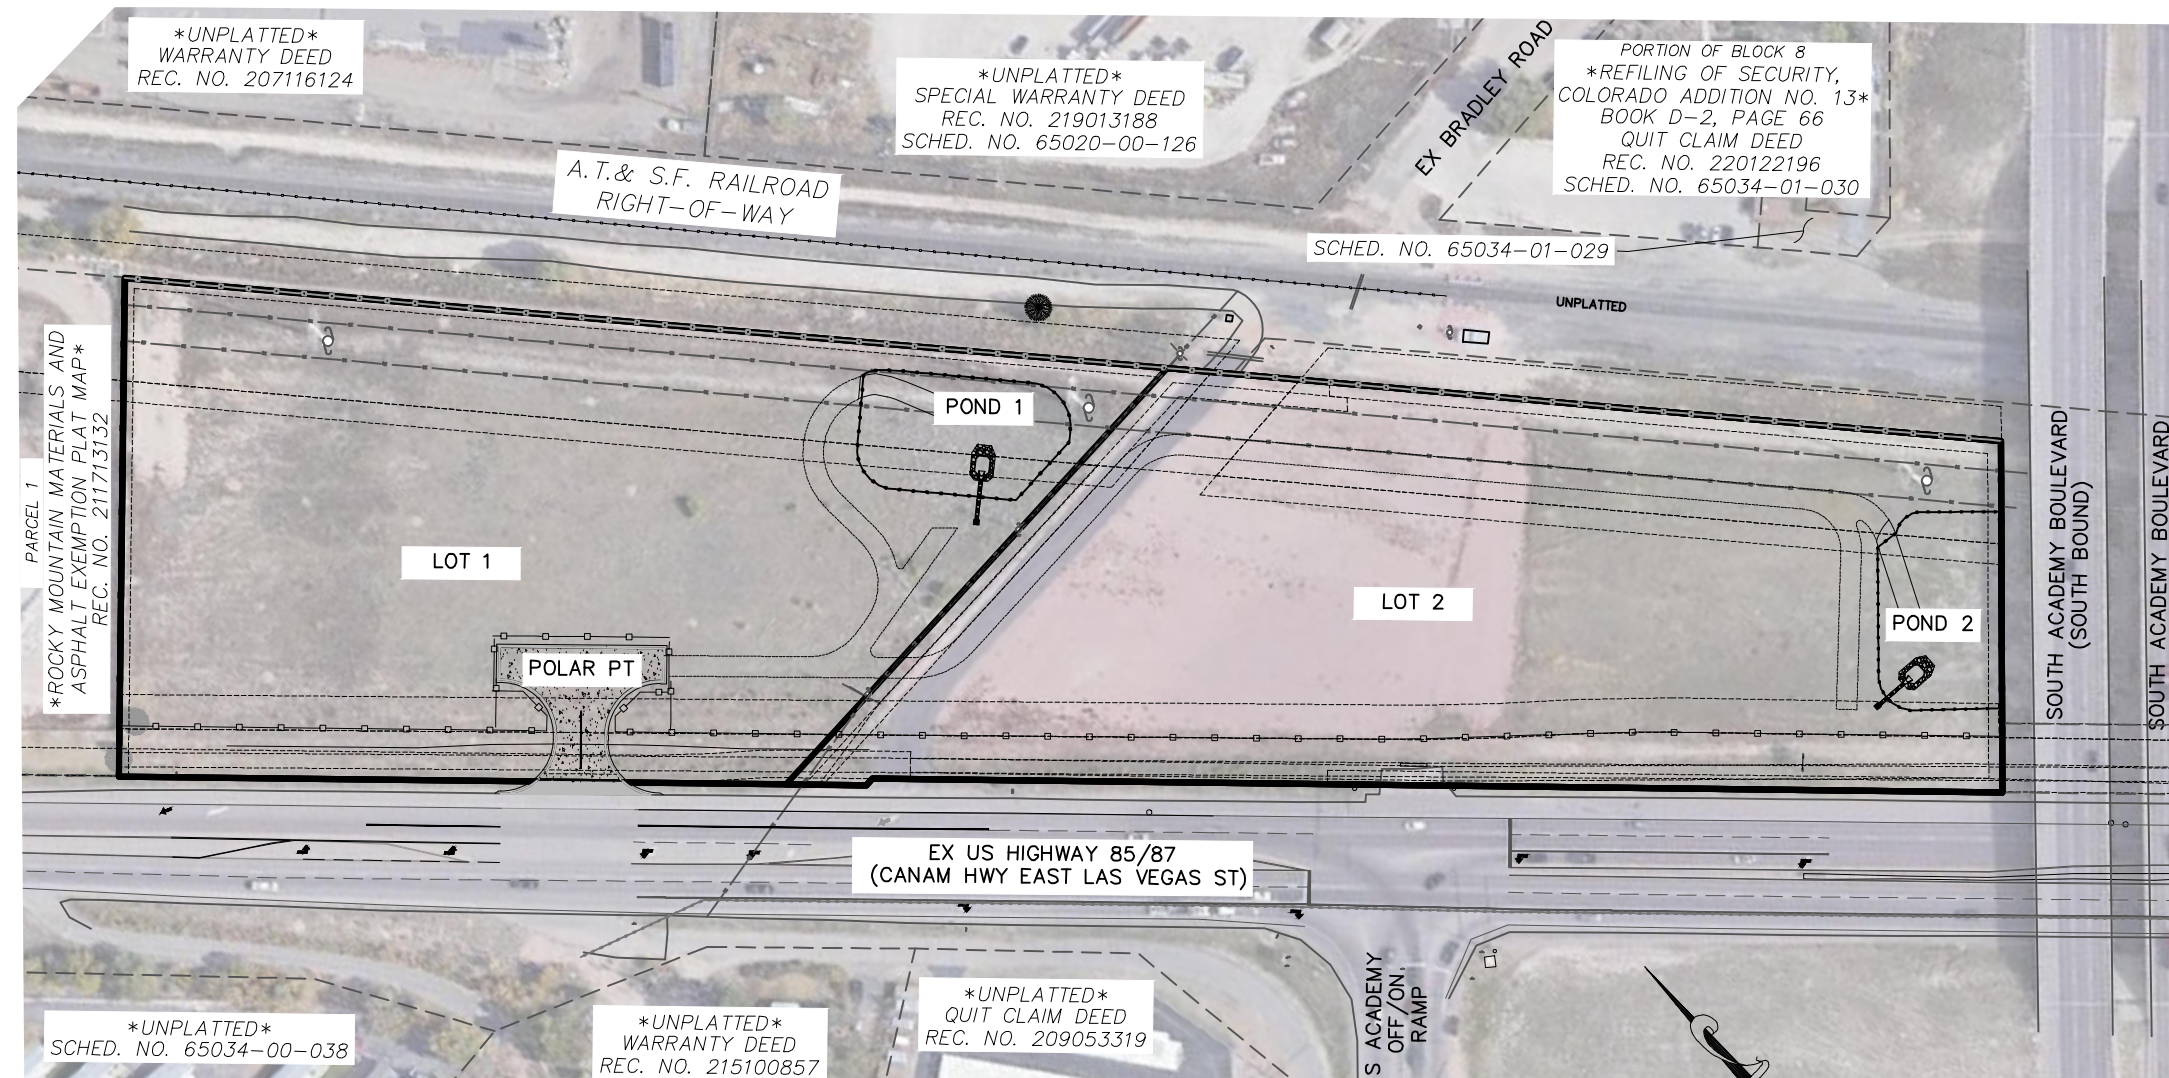 *UNPLATTED*
WARRANTY DEED
REC. NO. 207116124
*UNPLATTED*
SPECIAL WARRANTY DEED
REC. NO. 219013188
SCHED. NO. 65020-00-126
EX BRADLEY ROAD
PORTION OF BLOCK 8
*REFILING OF SECURITY,
COLORADO ADDITION NO. 13*
BOOK D-2, PAGE 66
QUIT CLAIM DEED
REC. NO. 220122196
SCHED. NO. 65034-01-030
A.T.& S.F. RAILROAD
RIGHT-OF-WAY
SCHED. NO. 65034-01-029
UNPLATTED
PARCEL 1
*ROCKY MOUNTAIN MATERIALS AND
ASPHALT EXEMPTION PLAT MAP*
REC. NO. 211713132
POND 1
LOT 1
LOT 2
POND 2
POLAR PT
SOUTH ACADEMY BOULEVARD
(SOUTH BOUND)
SOUTH ACADEMY BOULEVARD
EX US HIGHWAY 85/87
(CANAM HWY EAST LAS VEGAS ST)
S ACADEMY
OFF/ON
RAMP
*UNPLATTED*
SCHED. NO. 65034-00-038
*UNPLATTED*
WARRANTY DEED
REC. NO. 215100857
*UNPLATTED*
QUIT CLAIM DEED
REC. NO. 209053319